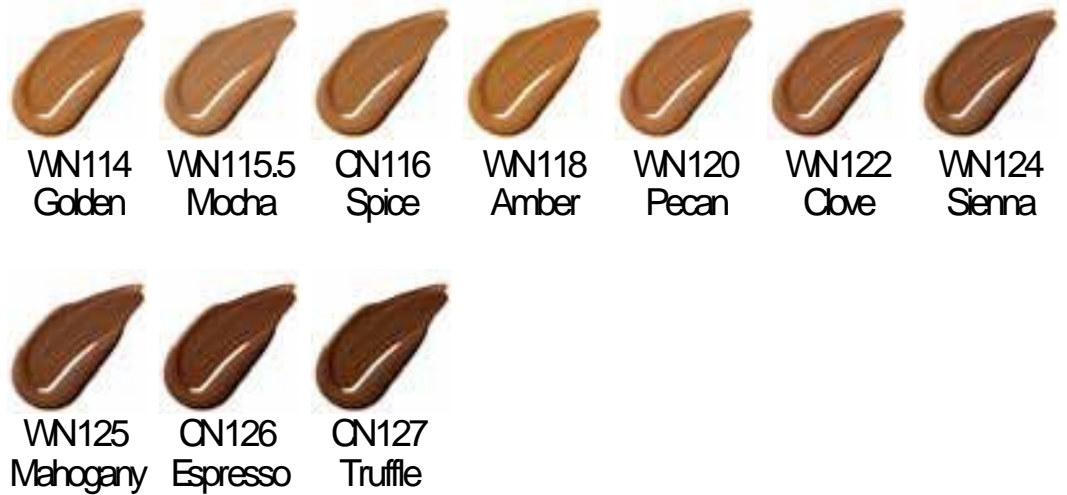 WN114 WN115.5 CN116 WN118 WN120 WN122 WN124
Golden Mocha Spice Amber Pecan Clove Sienna
WN125 CN126 CN127
Mahogany Espresso Truffle